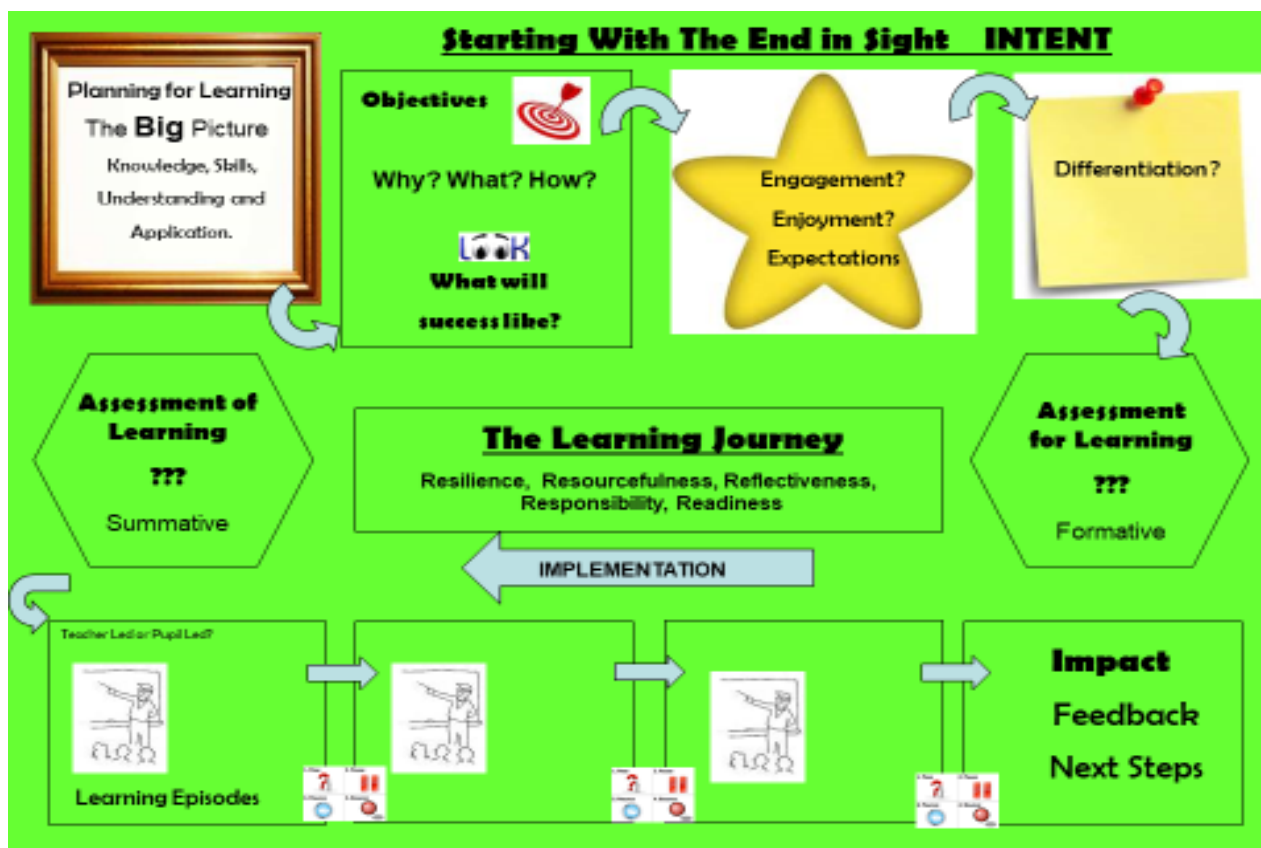 Starting With The End in Sight INTENT
Planning for Learning
The Big Picture
Knowledge, Skills,
Understanding and
Application.
Objectives
Why? What? How?
LOOK
What will
success like?
Engagement?
Enjoyment?
Expectations
Differentiation?
Assessment of
Learning
???
Summative
The Learning Journey
Resilience, Resourcefulness, Reflectiveness,
Responsibility, Readiness
Assessment
for Learning
???
Formative
IMPLEMENTATION
Teacher Led or Pupil Led?
Learning Episodes
Impact
Feedback
Next Steps